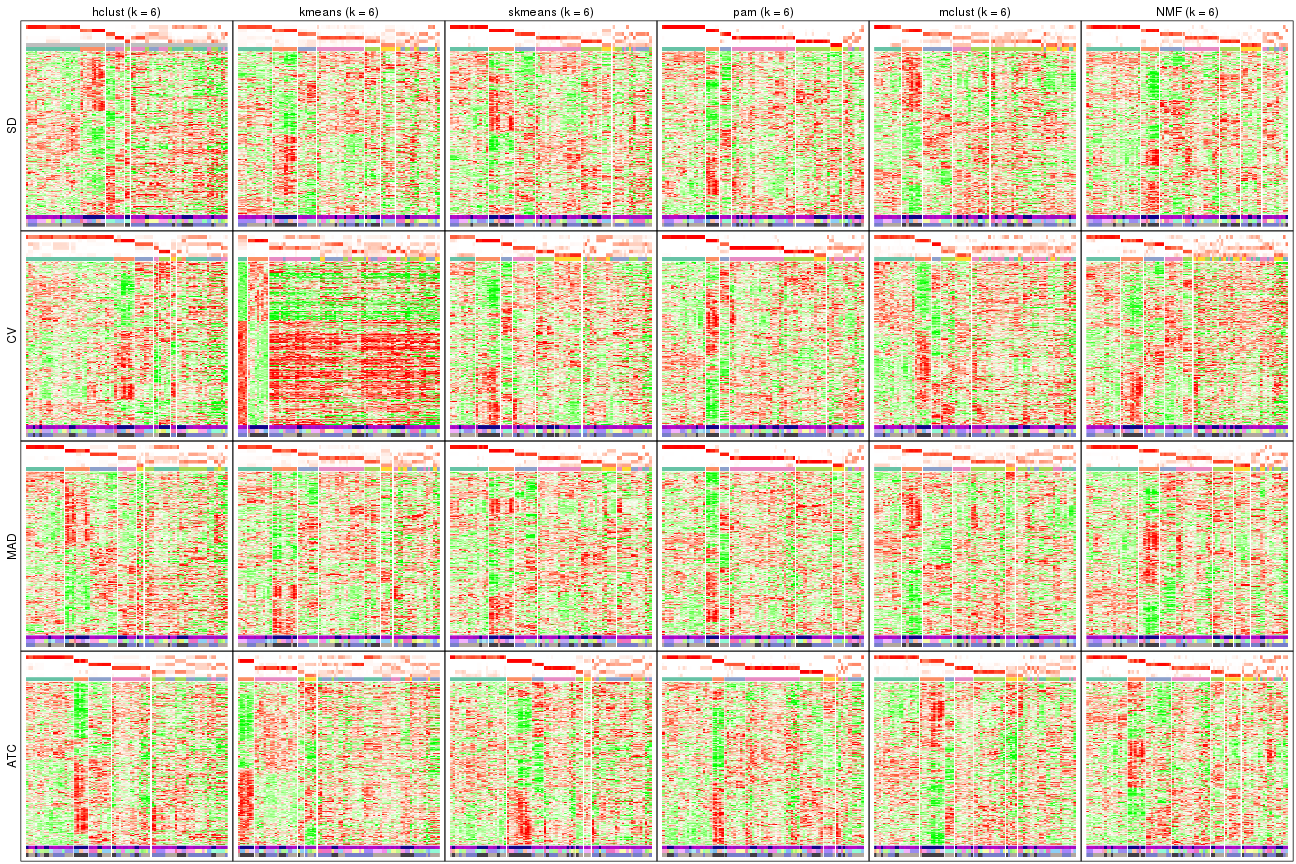 hclust (k = 6)
kmeans (k = 6)
skmeans (k = 6)
pam (k = 6)
mclust (k = 6)
NMF (k = 6)
SD
CV
MAD
ATC